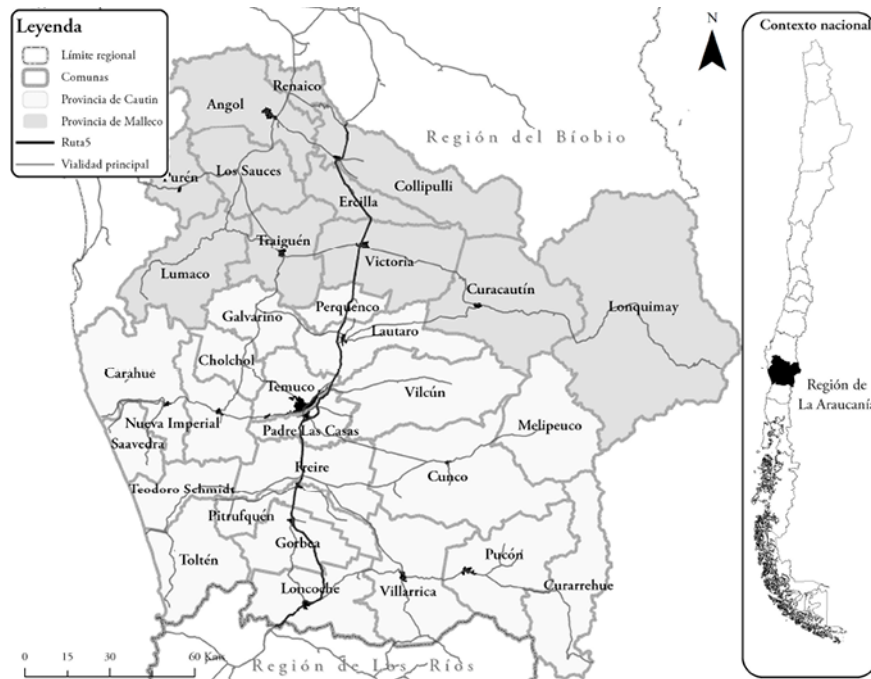 Leyenda
Límite regional
Comunas
Provincia de Cautin
Provincia de Malleco
Ruta5
Vialidad principal
N
Contexto nacional
Renaico
Angol
Región del Bíobio
Los Sauces
Purén
Collipulli
Ercilla
Traiguén
Victoria
Lumaco
Curacautín
Perquenco
Lonquimay
Galvarino
Lautaro
Cholchol
Carahue
Temuco
Vilcún
Región de
La Araucanía
Nueva Imperial
Padre Las Casas
Melipeuco
Saavedra
Freire
Cunco
Teodoro Schmidt
Pitrufquén
Gorbea
Pucón
Toltén
Loncoche
Villarrica
Curarrehue
0 15 30 60 Km
Región de Los Ríos